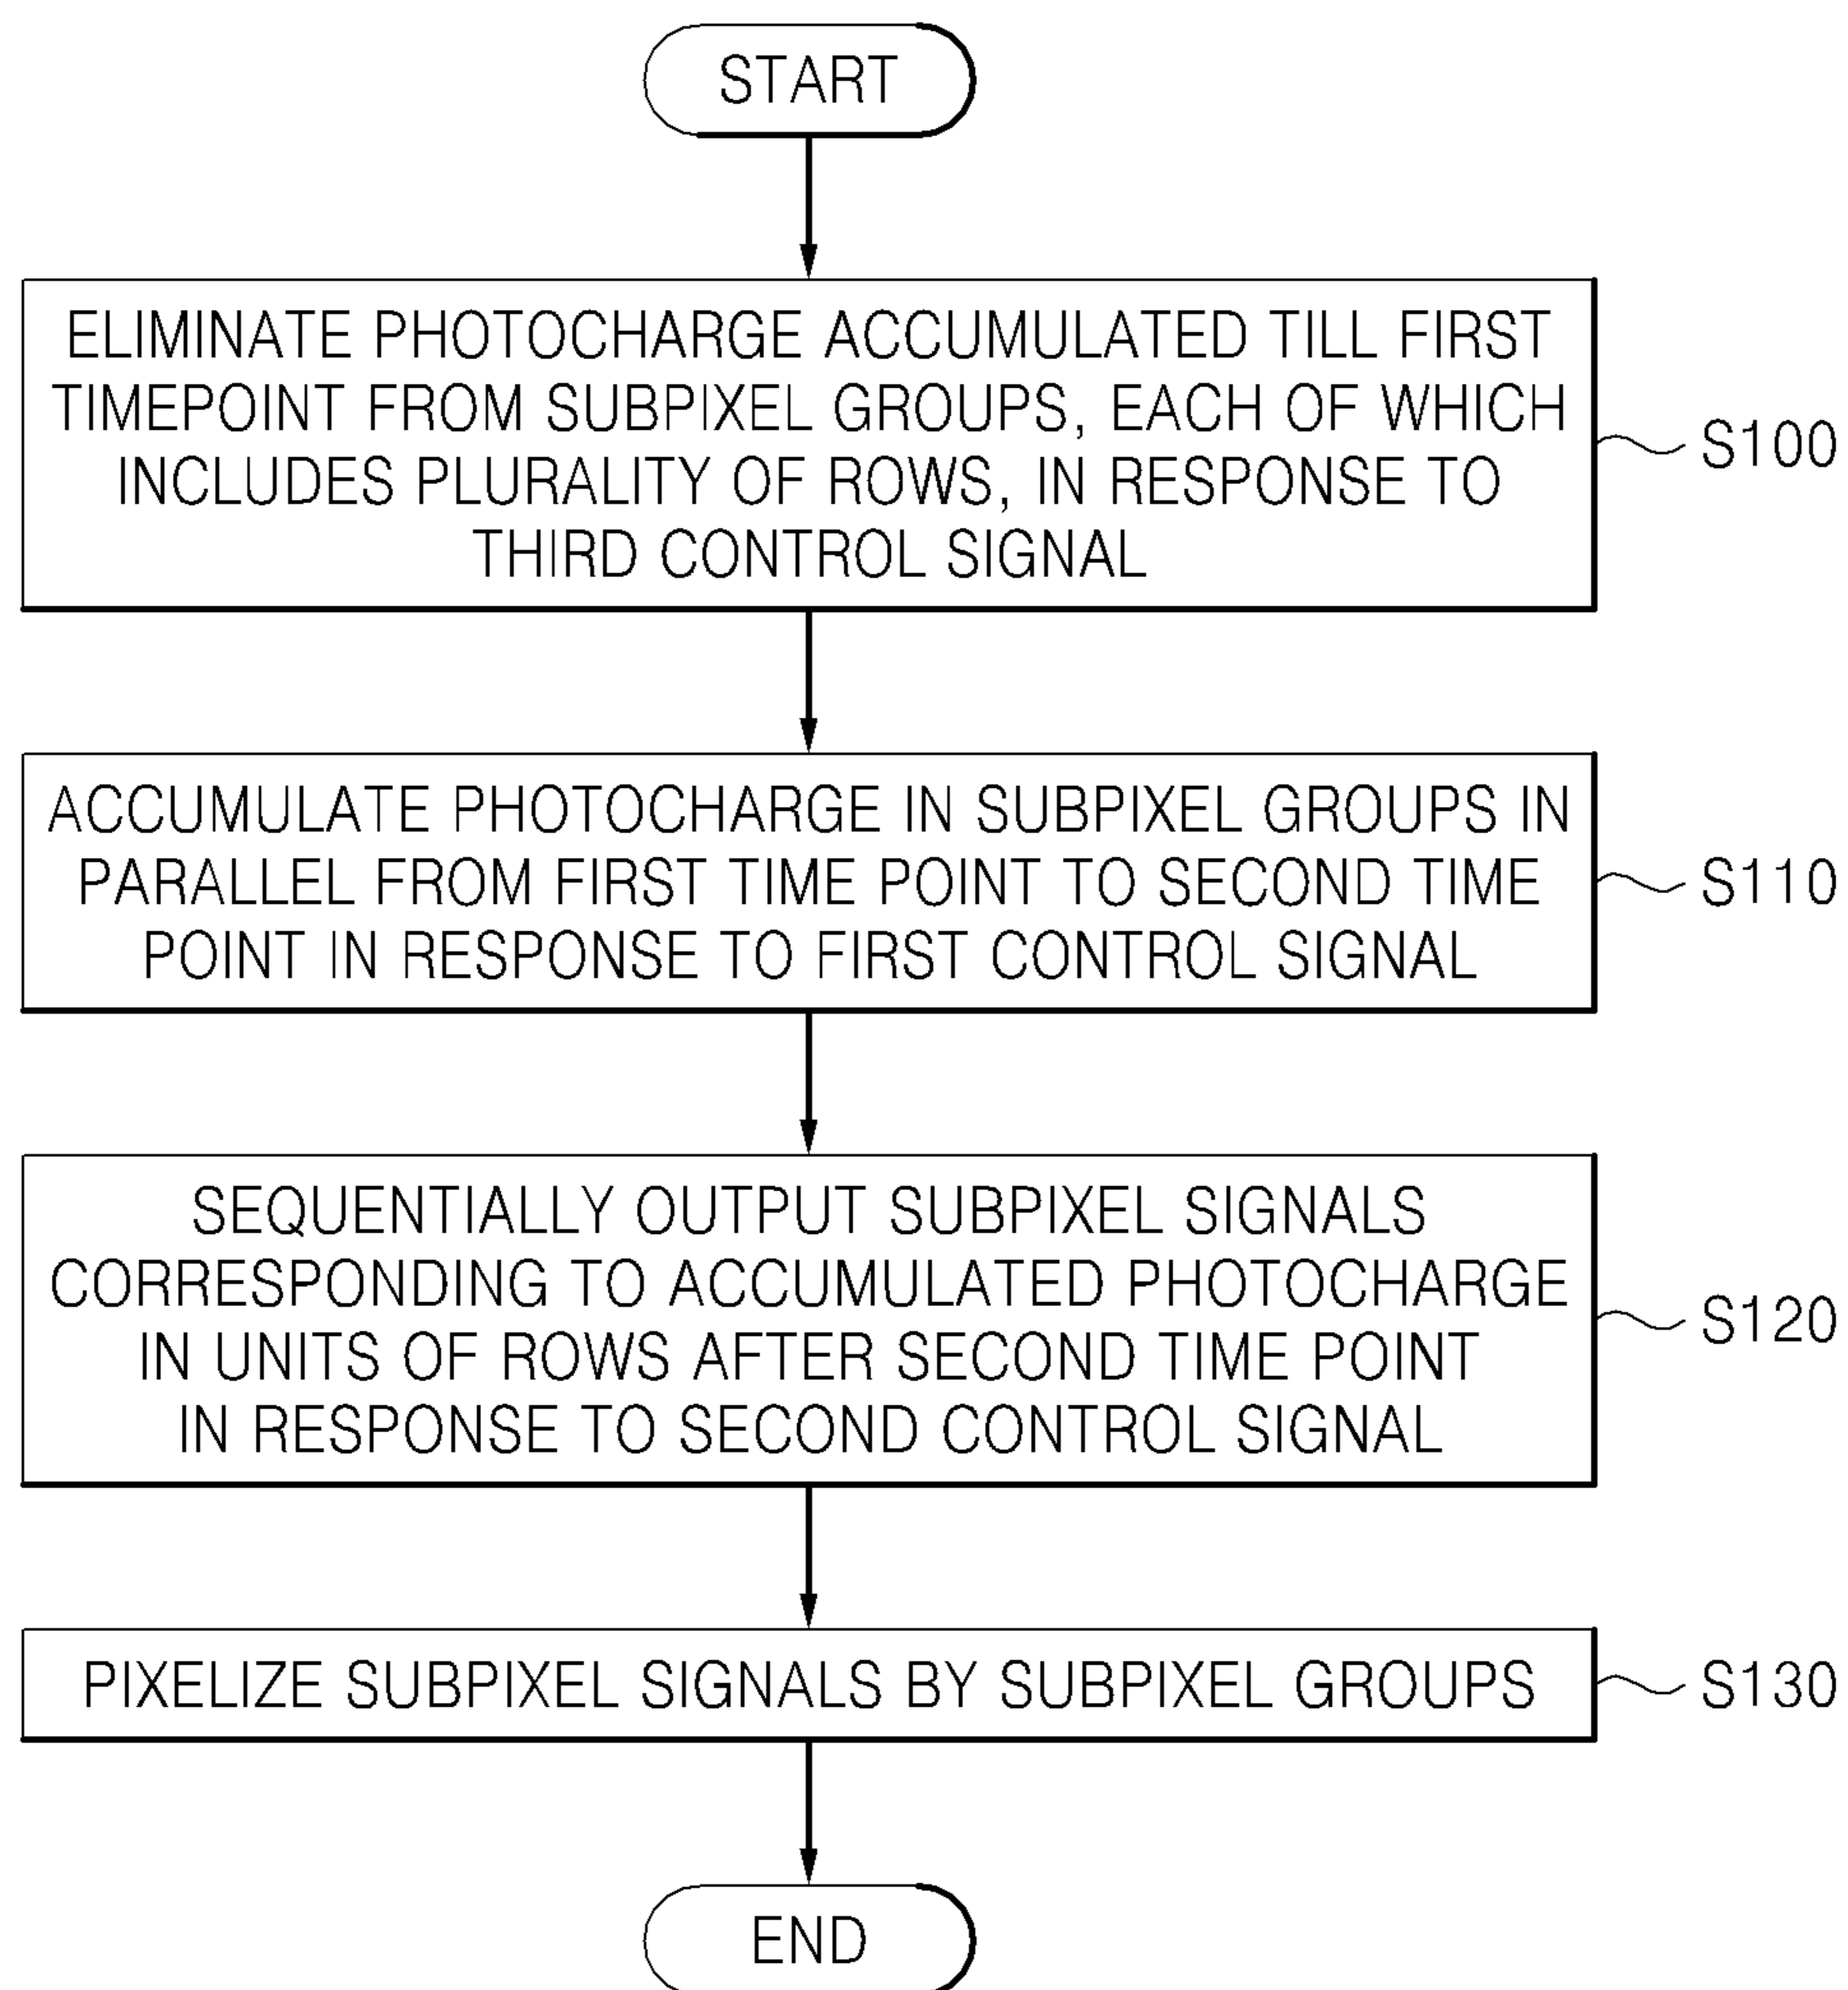 START
ELIMINATE PHOTOCHARGE ACCUMULATED TILL FIRST
TIMEPOINT FROM SUBPIXEL GROUPS, EACH OF WHICH
INCLUDES PLURALITY OF ROWS, IN RESPONSE TO
THIRD CONTROL SIGNAL
S100
ACCUMULATE PHOTOCHARGE IN SUBPIXEL GROUPS IN
PARALLEL FROM FIRST TIME POINT TO SECOND TIME
POINT IN RESPONSE TO FIRST CONTROL SIGNAL
S110
SEQUENTIALLY OUTPUT SUBPIXEL SIGNALS
CORRESPONDING TO ACCUMULATED PHOTOCHARGE
IN UNITS OF ROWS AFTER SECOND TIME POINT
IN RESPONSE TO SECOND CONTROL SIGNAL
S120
PIXELIZE SUBPIXEL SIGNALS BY SUBPIXEL GROUPS
S130
END